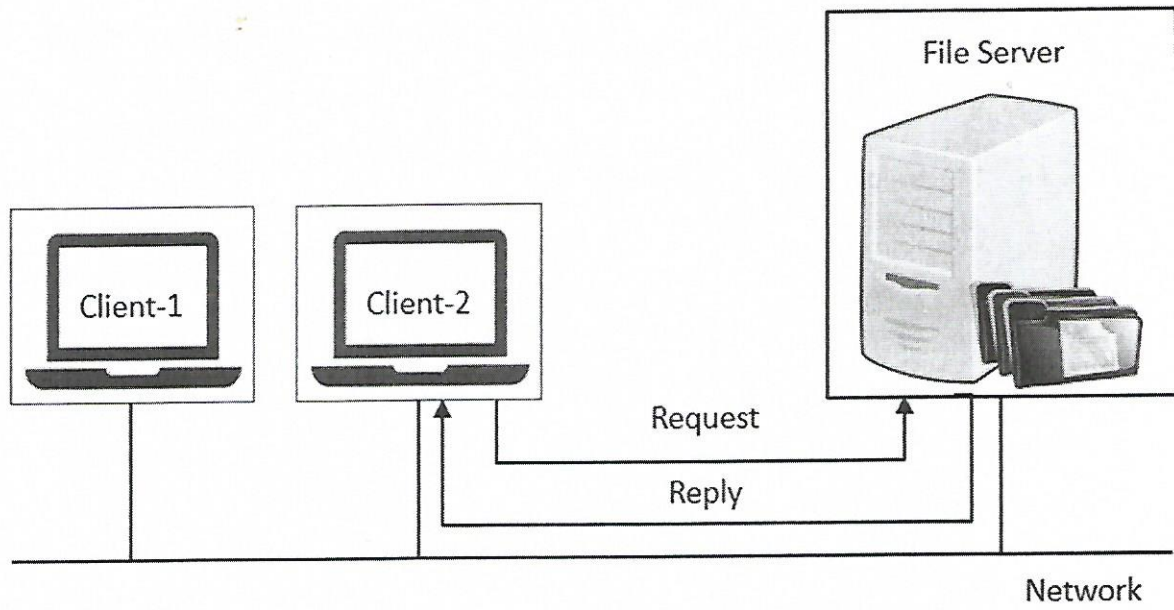 File Server
Client-1
Client-2
Request
Reply
Network